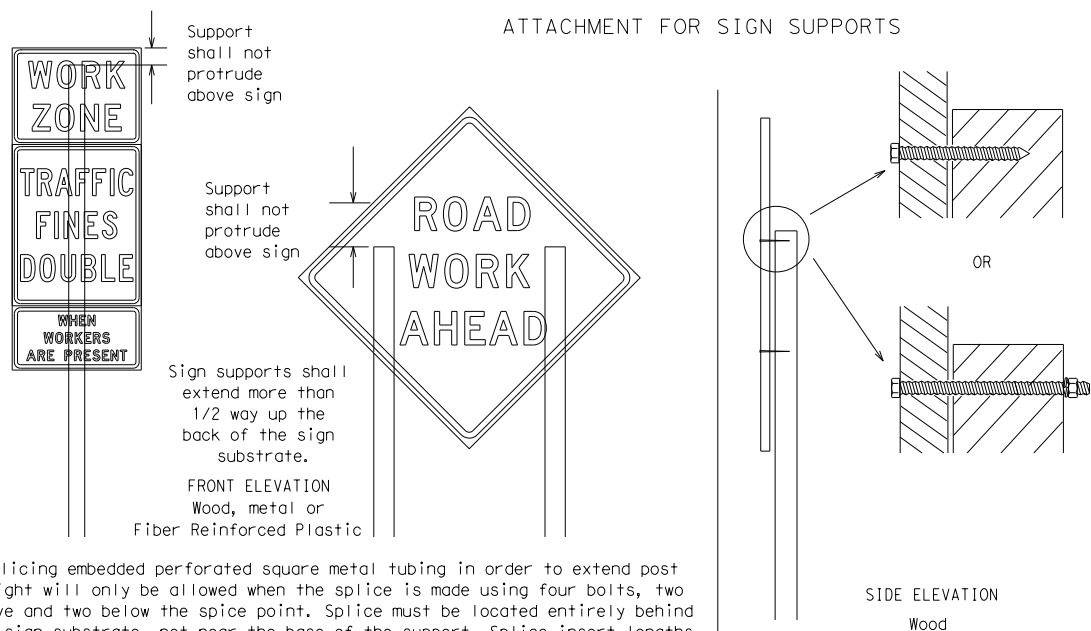 ATTACHMENT FOR SIGN SUPPORTS
Support
shall not
protrude
above sign
WORK
ZONE
TRAFFIC
FINES
DOUBLE
WHEN
WORKERS
ARE PRESENT
Support
shall not
protrude
above sign
ROAD
WORK
AHEAD
Sign supports shall
extend more than
1/2 way up the
back of the sign
substrate.
FRONT ELEVATION
Wood, metal or
Fiber Reinforced Plastic
OR
SIDE ELEVATION
Wood
licing embedded perforated square metal tubing in order to extend post
ight will only be allowed when the splice is made using four bolts, two
ve and two below the spice point. Splice must be located entirely behind
sign substrate, not near the base of the support. Splice insert lengths